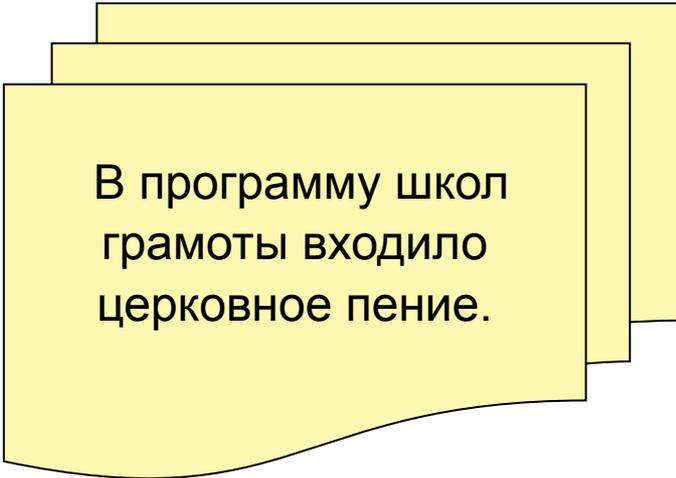 В программу школ
грамоты входило
церковное пение.